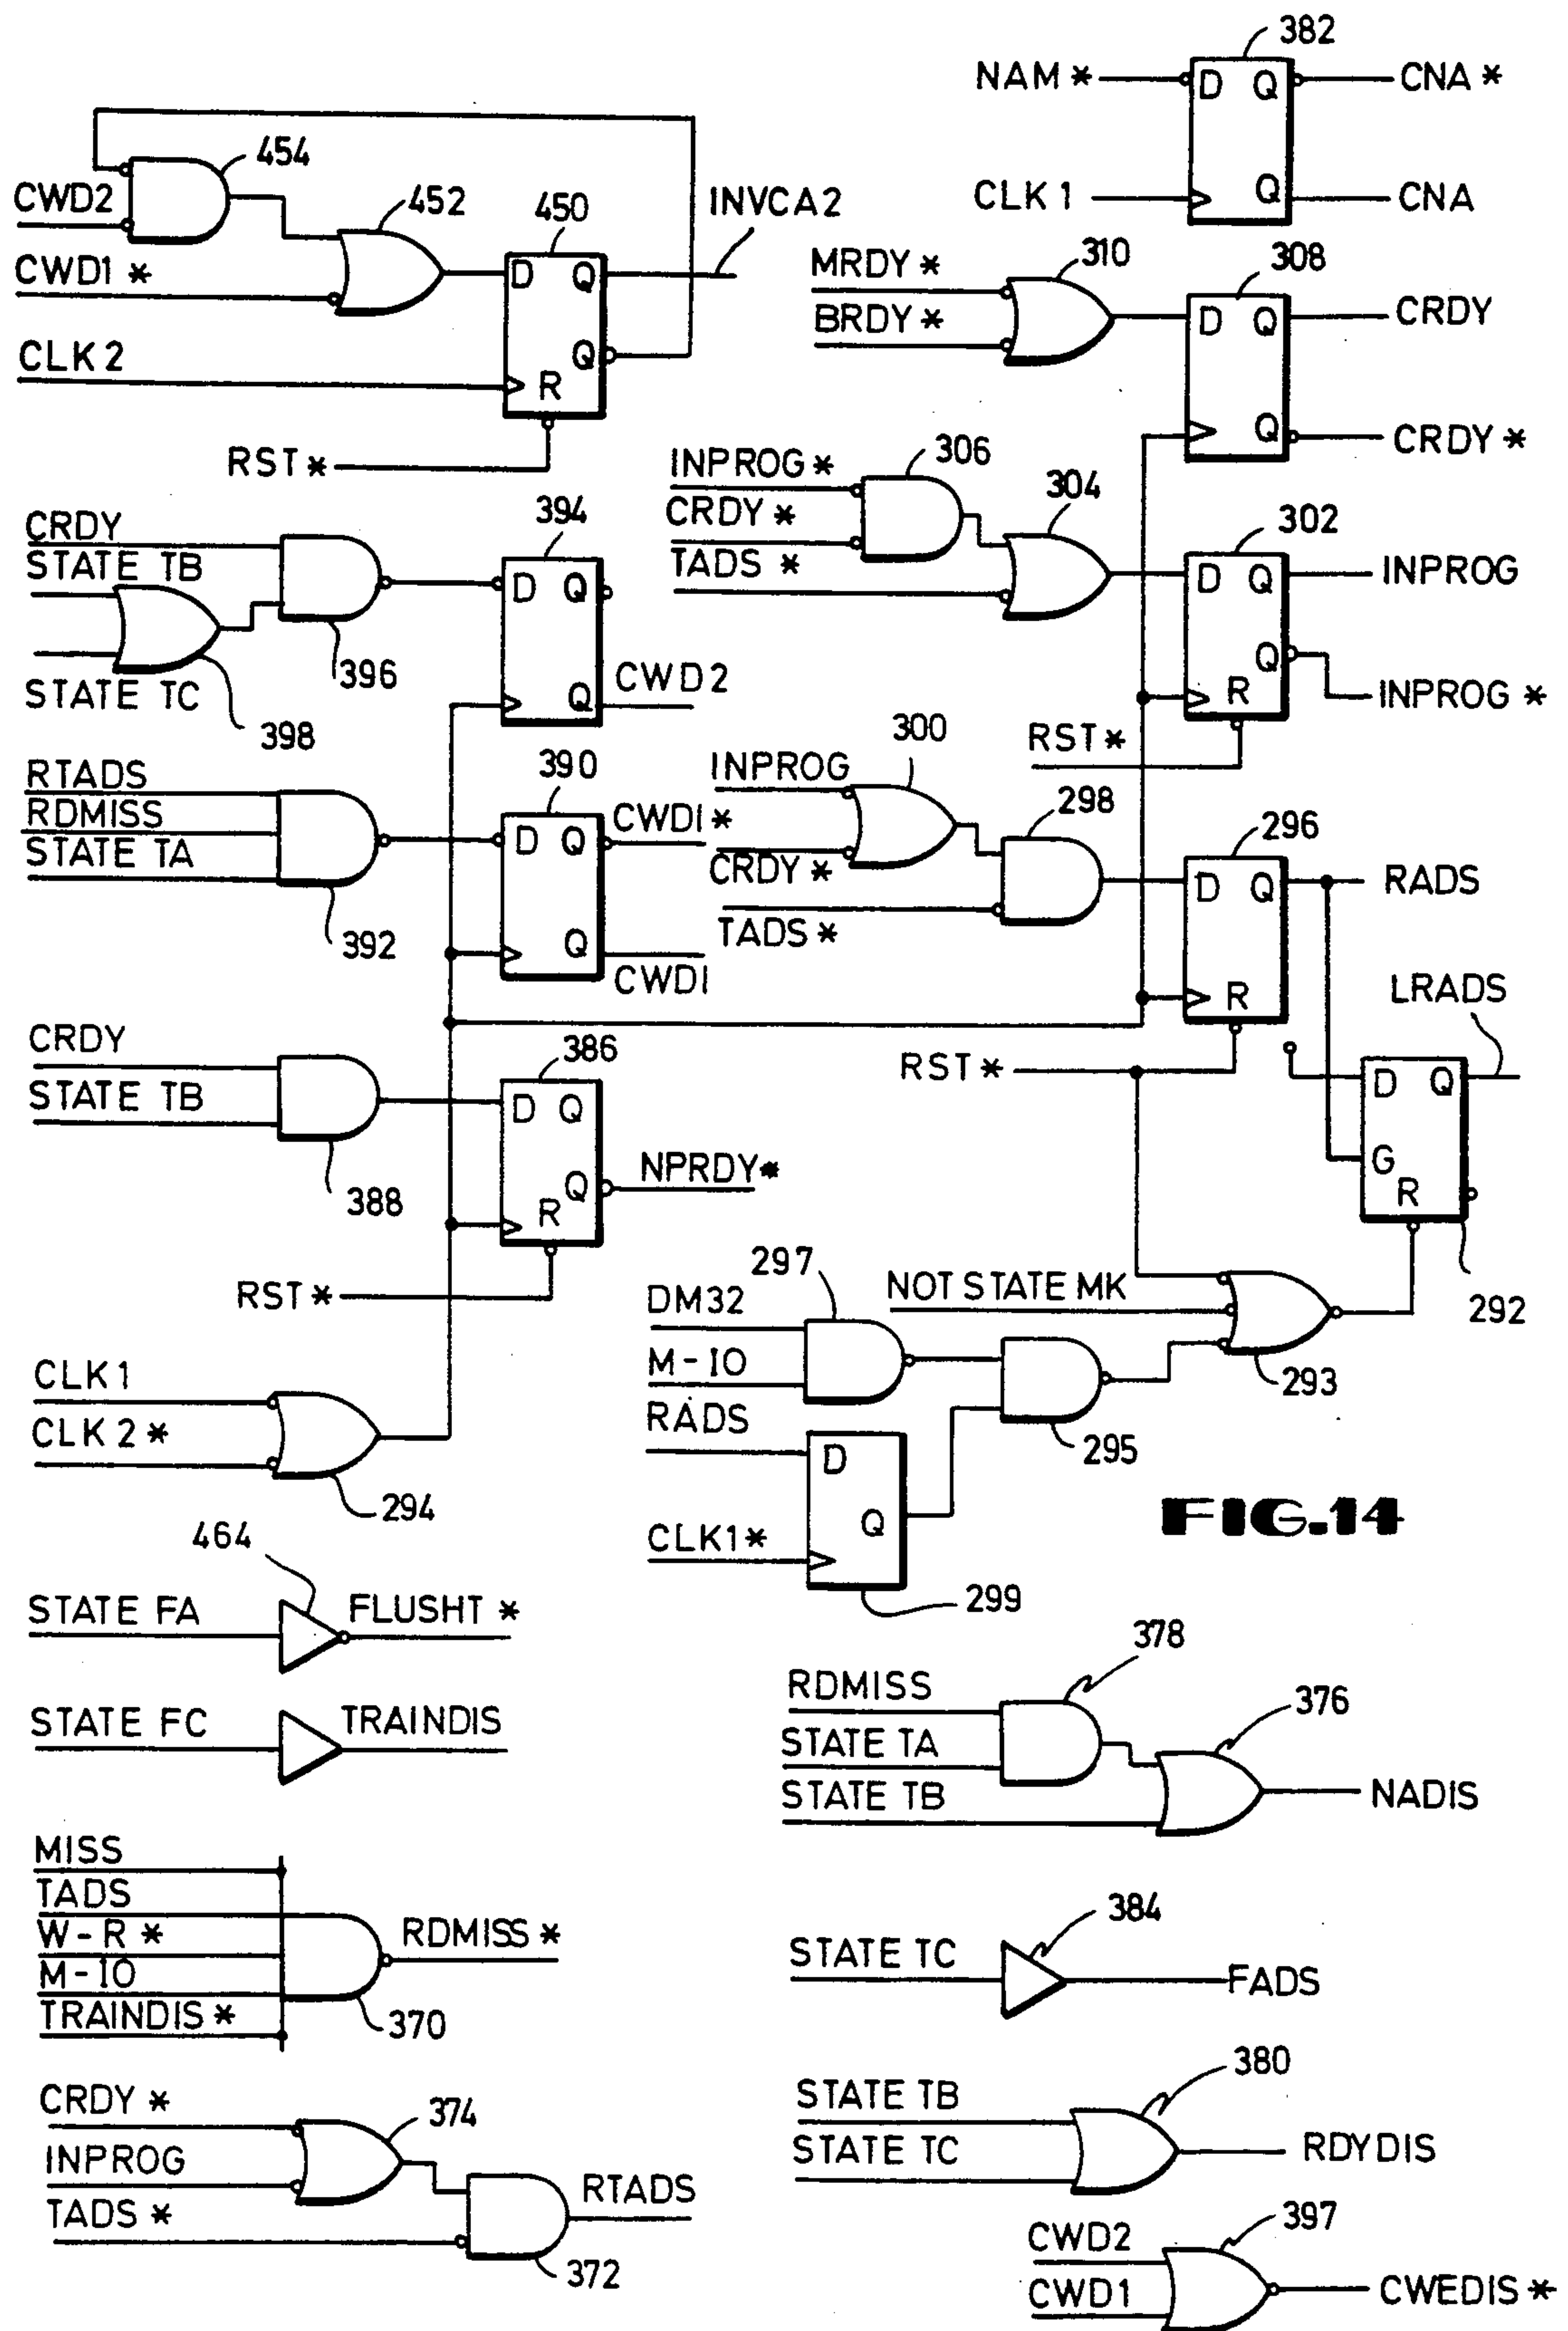 382
NAM * D Q CNA *
CLK 1 Q CNA
454
CWD2
452
450
INVCA2
CWD1 *
D Q
CLK 2
Q
R
RST *
MRDY *
310
308
BRDY *
D Q CRDY
Q CRDY *
INPROG *
306
CRDY *
304
TADS *
302
D Q INPROG
Q
R INPROG *
RST *
CRDY
394
STATE TB
D Q
396
STATE TC
Q CWD2
398
RTADS
390
RDMISS
CWD1 *
STATE TA
D Q
392
Q
CWD1
INPROG
300
298
CRDY *
296
TADS *
D Q RADS
R
LRADS
RST *
D Q
G
R
292
CRDY
386
STATE TB
D Q
388
Q NPRDY *
R
RST *
297
DM32
NOT STATE MK
M-IO
293
RADS
295
D
Q
CLK1 *
299
CLK 1
CLK 2 *
294
FIG.14
464
STATE FA FLUSHT *
STATE FC TRAINDIS
378
RDMISS
376
STATE TA
STATE TB
NADIS
MISS
TADS
W-R *
RDMISS *
M-IO
TRAINDIS *
370
384
STATE TC
FADS
CRDY *
374
INPROG
RTADS
TADS *
372
380
STATE TB
STATE TC
RDYDIS
397
CWD2
CWD1
CWEDIS *